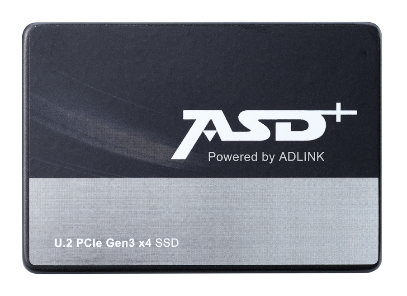 ASD+
Powered by ADLINK
U.2 PCIe Gen3 x4 SSD